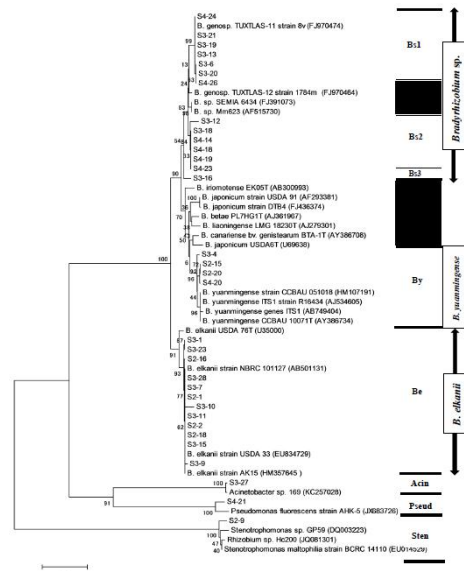 S4-24
B. genosp. TUXTLAS-11 strain 8v (FJ970474)
S3-21
S3-19
S3-13
S3-6
S3-20
S4-26
B. genosp. TUXTLAS-12 strain 1784m (FJ970464)
B. sp. SEMIA 6434 (FJ391073)
B. sp. Mm623 (AF515730)
S3-12
S3-18
S4-14
S4-18
S4-19
S4-23
S3-16
B. iriomotense EK05T (AB300993)
B. japonicum strain USDA 91 (AF293381)
B. japonicum strain DTB4 (FJ436374)
B. betae PL7HG1T (AJ361967)
B. liaoningense LMG 18230T (AJ279301)
B. canariense bv. genistearum BTA-1T (AY386708)
B. japonicum USDA6T (U69638)
S3-4
S2-15
S2-20
S4-20
B. yuanmingense strain CCBAU 051018 (HM107191)
B. yuanmingense ITS1 strain R16434 (AJ534605)
B. yuanmingense genes ITS1 (AB749404)
B. yuanmingense CCBAU 10071T (AY386734)
B. elkanii USDA 76T (U35000)
S3-1
S3-23
S2-16
B. elkanii strain NBRC 101127 (AB501131)
S3-28
S3-7
S2-1
S3-10
S3-11
S2-2
S2-18
S3-15
B. elkanii strain USDA 33 (EU834729)
S3-9
B. elkanii strain AK15 (HM357645 )
S3-27
Acinetobacter sp. 169 (KC257028)
S4-21
Pseudomonas fluorescens strain AHK-5 (JX683726)
S2-9
Stenotrophomonas sp. GP59 (DQ003223)
Rhizobium sp. Hc200 (JQ081301)
Stenotrophomonas maltophilia strain BCRC 14110 (EU014529)
Bs1
Bs2
Bs3
By
Be
Acin
Psend
Sten
Bradyrhizobium sp.
B. yuanmingense
B. elkanii
100
91
90